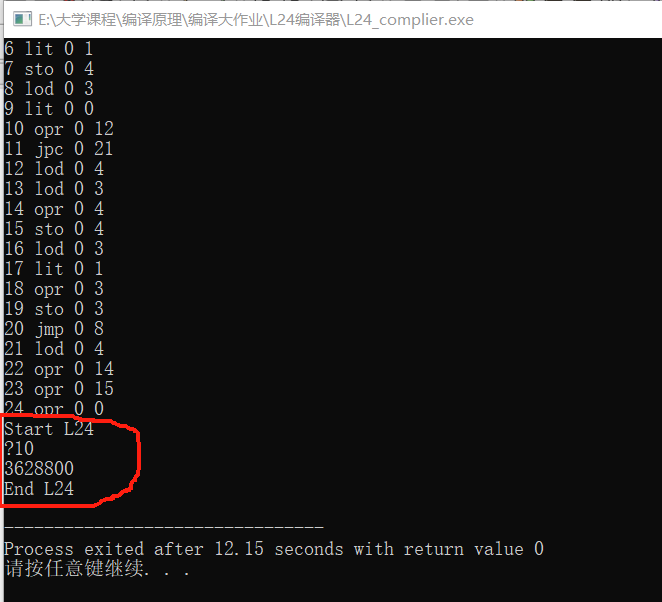 E:\大学课程\编译原理\编译大作业\L24编译器\L24_complier.exe
6 lit 0 1
7 sto 0 4
8 lod 0 3
9 lit 0 0
10 opr 0 12
11 jpc 0 21
12 lod 0 4
13 lod 0 3
14 opr 0 4
15 sto 0 4
16 lod 0 3
17 lit 0 1
18 opr 0 3
19 sto 0 3
20 jmp 0 8
21 lod 0 4
22 opr 0 14
23 opr 0 15
24 opr 0 0
Start L24
?10
3628800
End L24
--------------------------------
Process exited after 12.15 seconds with return value 0
请按任意键继续. . .